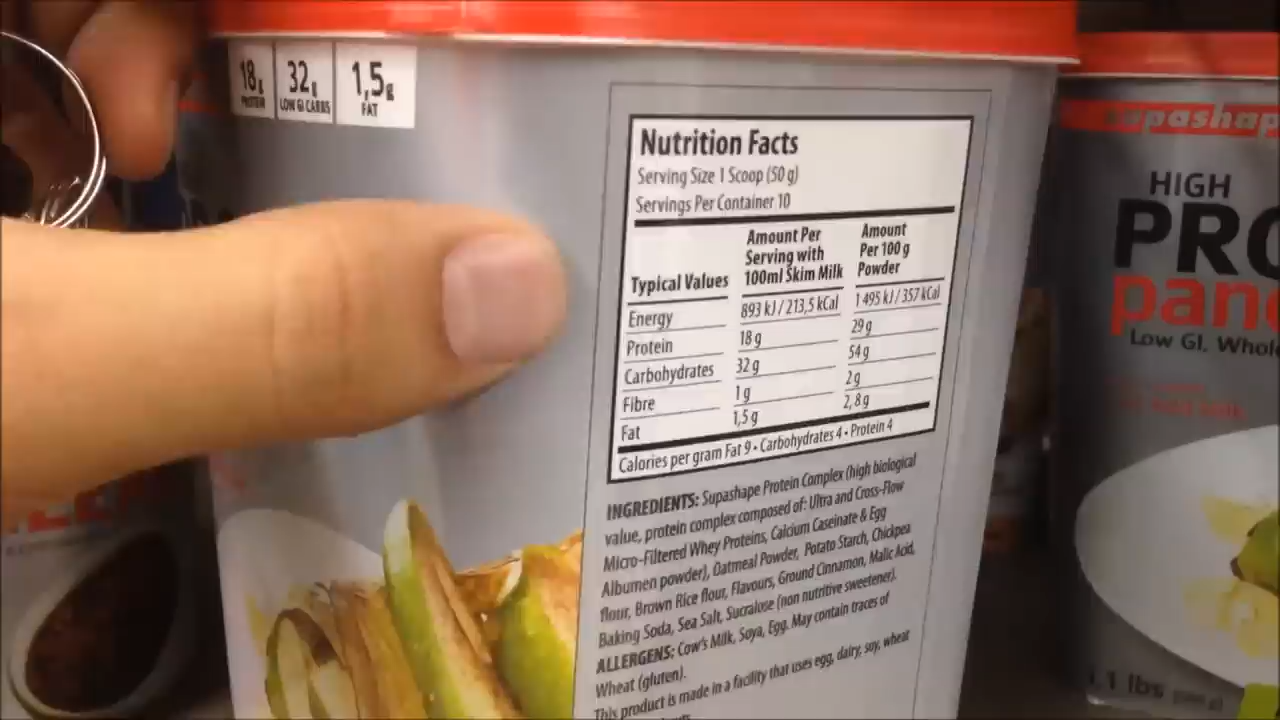 18g
PROTEIN
32g
LOW GI CARBS
1,5g
FAT
Nutrition Facts
Serving Size 1 Scoop (50 g)
Servings Per Container 10
Typical Values
Amount Per
Serving with
100ml Skim Milk
Amount
Per 100 g
Powder
Energy 893 kJ / 213,5 kCal 1 495 kJ / 357 kCal
Protein 18 g 29 g
Carbohydrates 32 g 54 g
Fibre 1 g 2 g
Fat 1,5 g 2,8 g
Calories per gram Fat 9 • Carbohydrates 4 • Protein 4
INGREDIENTS: Supashape Protein Complex (high biological
value, protein complex composed of: Ultra and Cross-Flow
Micro-Filtered Whey Proteins, Calcium Caseinate & Egg
Albumen powder), Oatmeal Powder, Potato Starch, Chickpea
flour, Brown Rice flour, Flavours, Ground Cinnamon, Malic Acid,
Baking Soda, Sea Salt, Sucralose (non nutritive sweetener).
ALLERGENS: Cow's Milk, Soya, Egg. May contain traces of
Wheat (gluten).
This product is made in a facility that uses egg, dairy, soy, wheat
supashap
HIGH
PRO
panc
Low GI, Whole
1.1 lbs